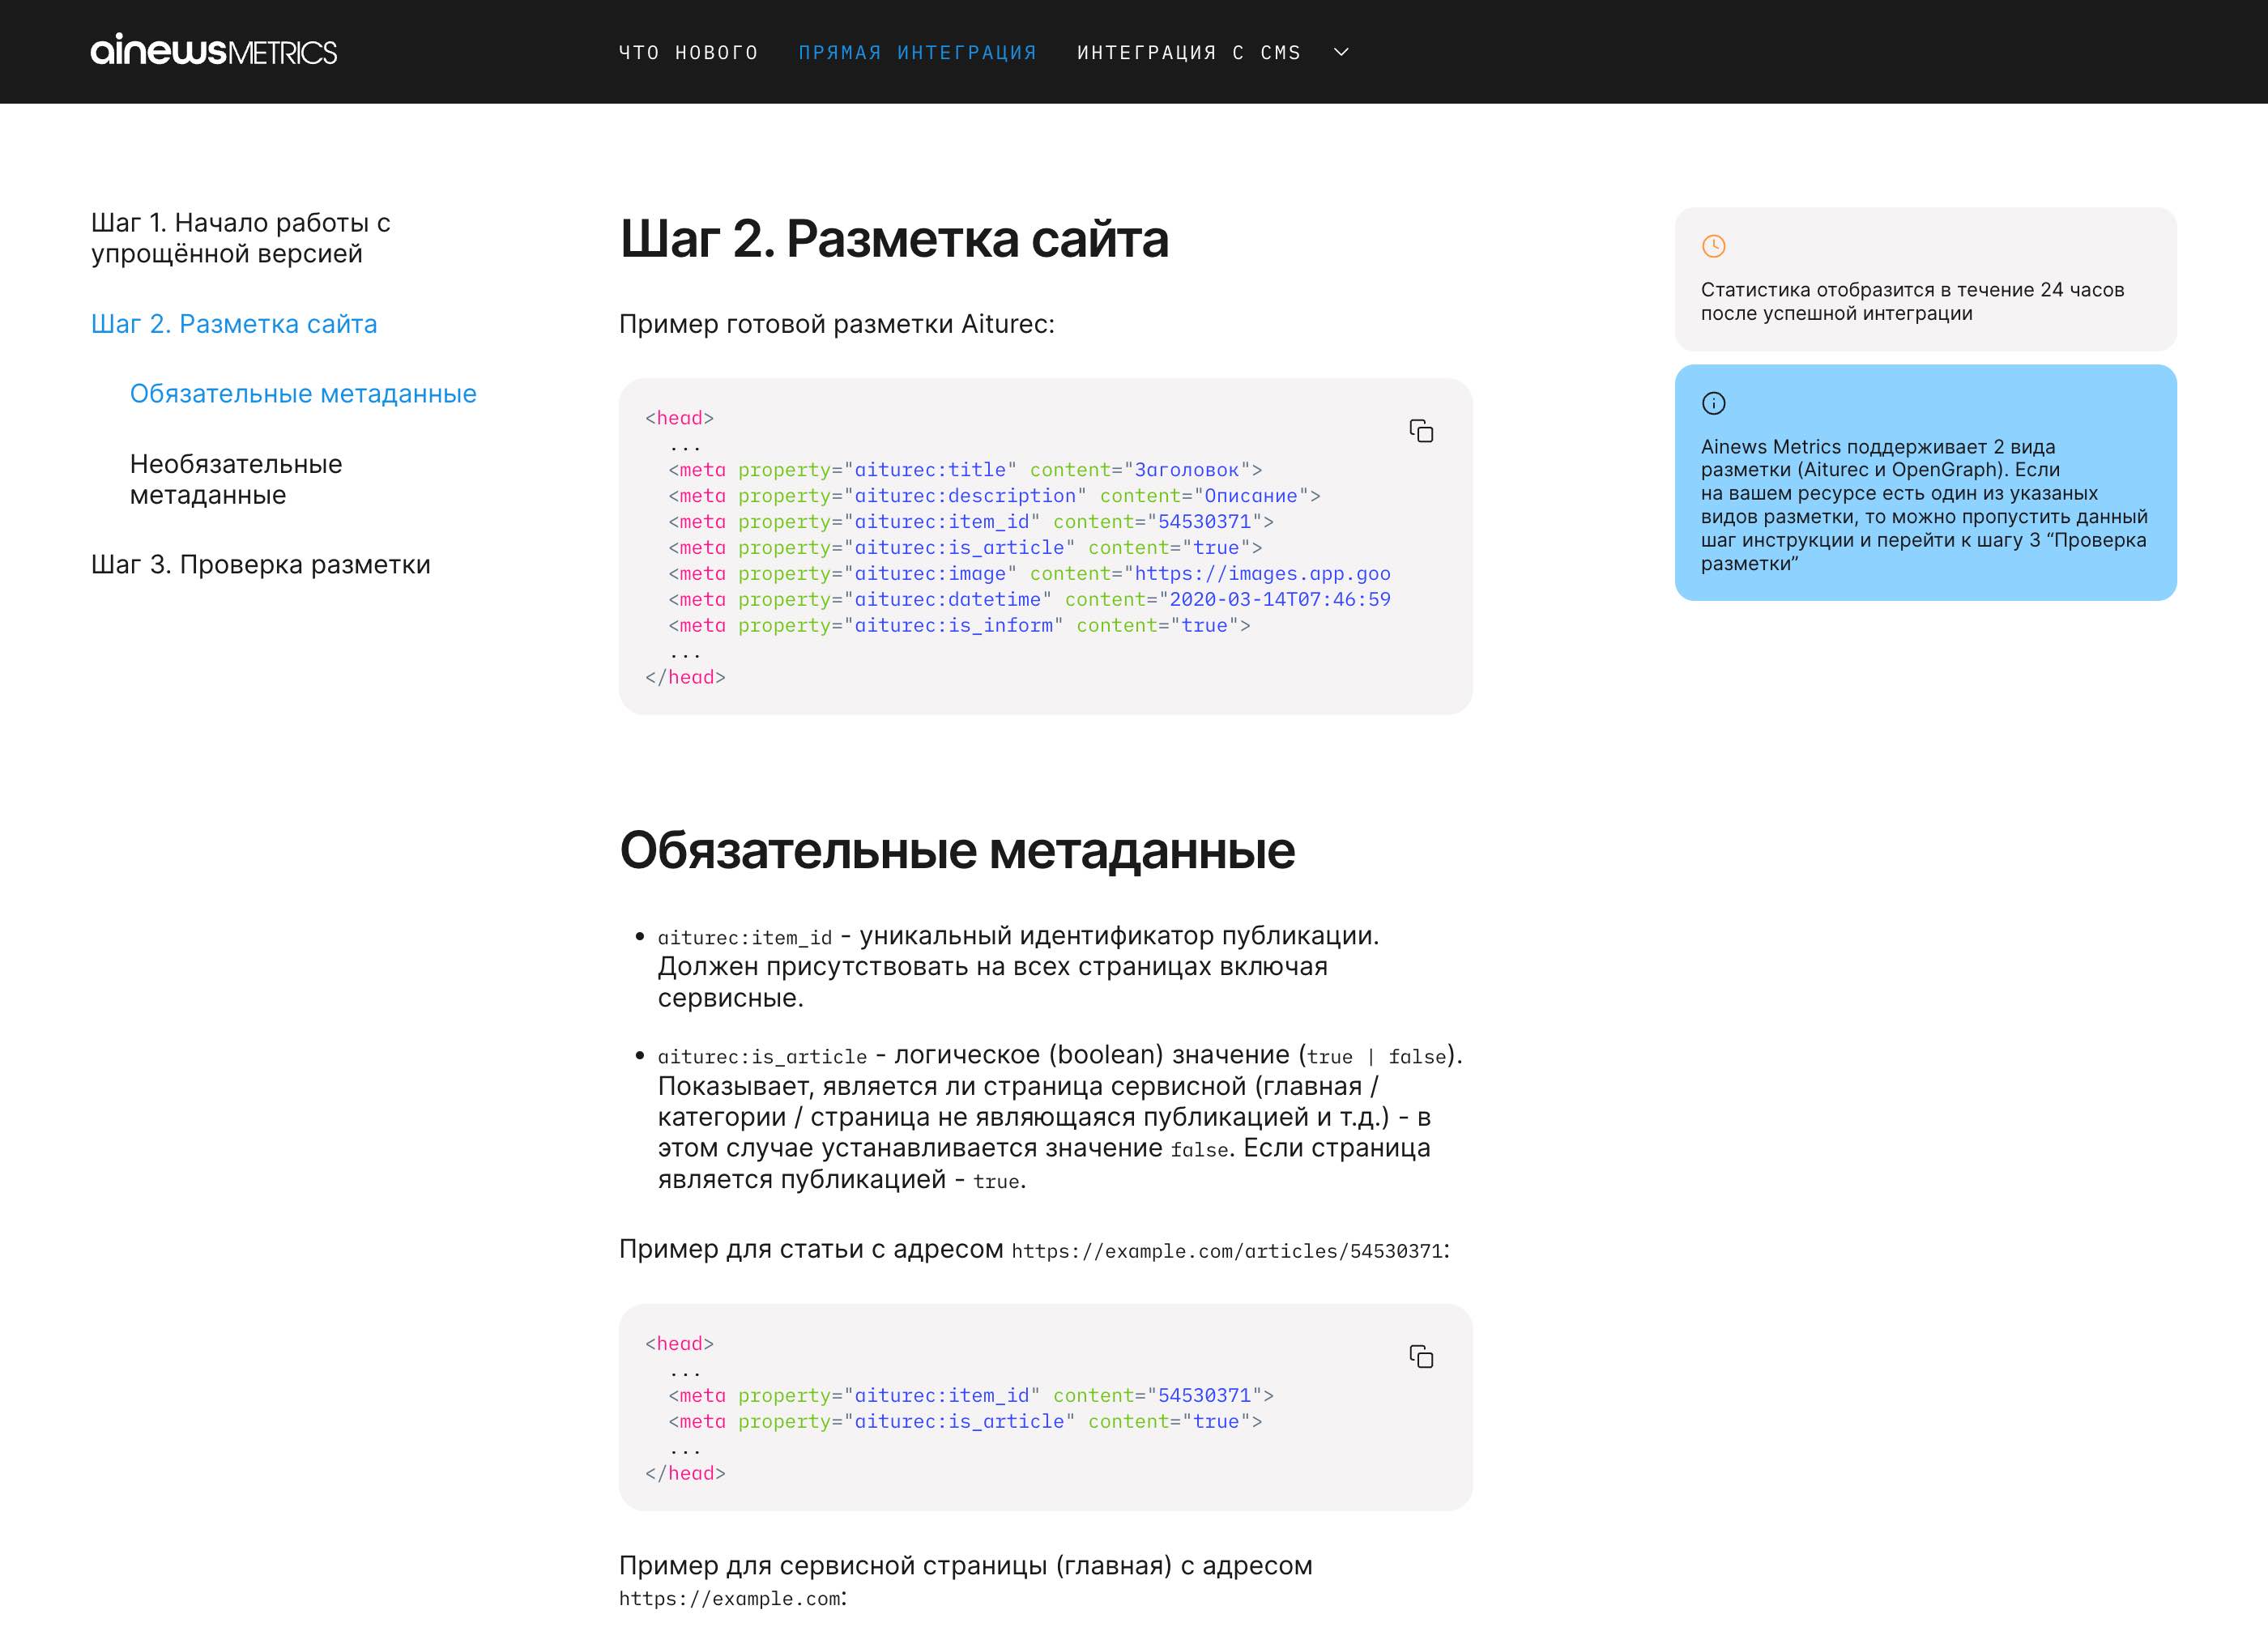 ainewsMETRICS
ЧТО НОВОГО
ПРЯМАЯ ИНТЕГРАЦИЯ
ИНТЕГРАЦИЯ С CMS
Шаг 1. Начало работы с
упрощённой версией
Шаг 2. Разметка сайта
Обязательные метаданные
Необязательные
метаданные
Шаг 3. Проверка разметки
Шаг 2. Разметка сайта
Пример готовой разметки Aiturec:
<head>
  ...
  <meta property="aiturec:title" content="Заголовок">
  <meta property="aiturec:description" content="Описание">
  <meta property="aiturec:item_id" content="54530371">
  <meta property="aiturec:is_article" content="true">
  <meta property="aiturec:image" content="https://images.app.goo
  <meta property="aiturec:datetime" content="2020-03-14T07:46:59
  <meta property="aiturec:is_inform" content="true">
  ...
</head>
Обязательные метаданные
• aiturec:item_id - уникальный идентификатор публикации.
Должен присутствовать на всех страницах включая
сервисные.
• aiturec:is_article - логическое (boolean) значение (true | false).
Показывает, является ли страница сервисной (главная /
категории / страница не являющаяся публикацией и т.д.) - в
этом случае устанавливается значение false. Если страница
является публикацией - true.
Пример для статьи с адресом https://example.com/articles/54530371:
<head>
  ...
  <meta property="aiturec:item_id" content="54530371">
  <meta property="aiturec:is_article" content="true">
  ...
</head>
Пример для сервисной страницы (главная) с адресом
https://example.com:
Статистика отобразится в течение 24 часов
после успешной интеграции
Ainews Metrics поддерживает 2 вида
разметки (Aiturec и OpenGraph). Если
на вашем ресурсе есть один из указаных
видов разметки, то можно пропустить данный
шаг инструкции и перейти к шагу 3 “Проверка
разметки”